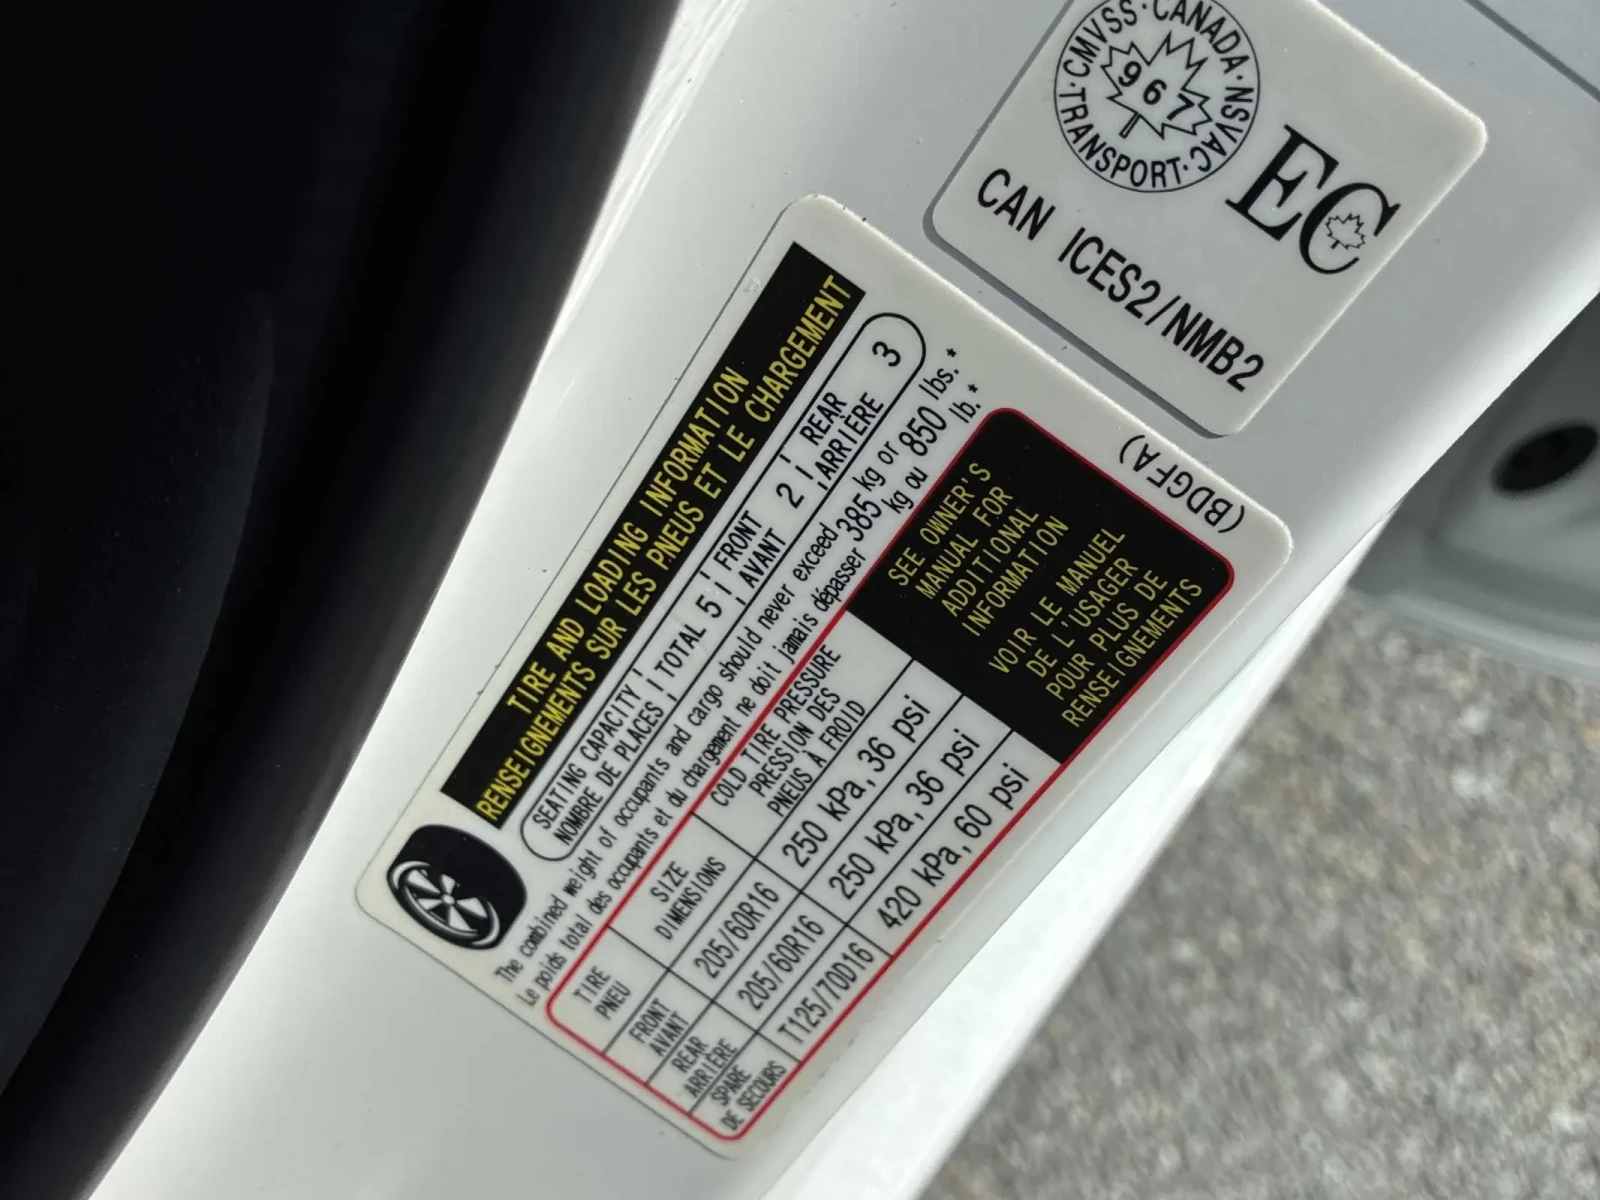 CMVSS · CANADA · NSVAC · TRANSPORT ·
967
EC
CAN ICES2/NMB2
TIRE AND LOADING INFORMATION
RENSEIGNEMENTS SUR LES PNEUS ET LE CHARGEMENT
SEATING CAPACITY | TOTAL 5 | FRONT 2 | REAR 3
NOMBRE DE PLACES | AVANT | ARRIÈRE
The combined weight of occupants and cargo should never exceed 385 kg or 850 lbs.*
Le poids total des occupants et du chargement ne doit jamais dépasser kg ou lb.*
TIRE SIZE COLD TIRE PRESSURE
PNEU DIMENSIONS PRESSION DES
PNEUS À FROID
FRONT 205/60R16 250 kPa, 36 psi
AVANT
REAR 205/60R16 250 kPa, 36 psi
ARRIÈRE
SPARE T125/70D16 420 kPa, 60 psi
DE SECOURS
SEE OWNER'S
MANUAL FOR
ADDITIONAL
INFORMATION
VOIR LE MANUEL
DE L'USAGER
POUR PLUS DE
RENSEIGNEMENTS
(BDGFA)